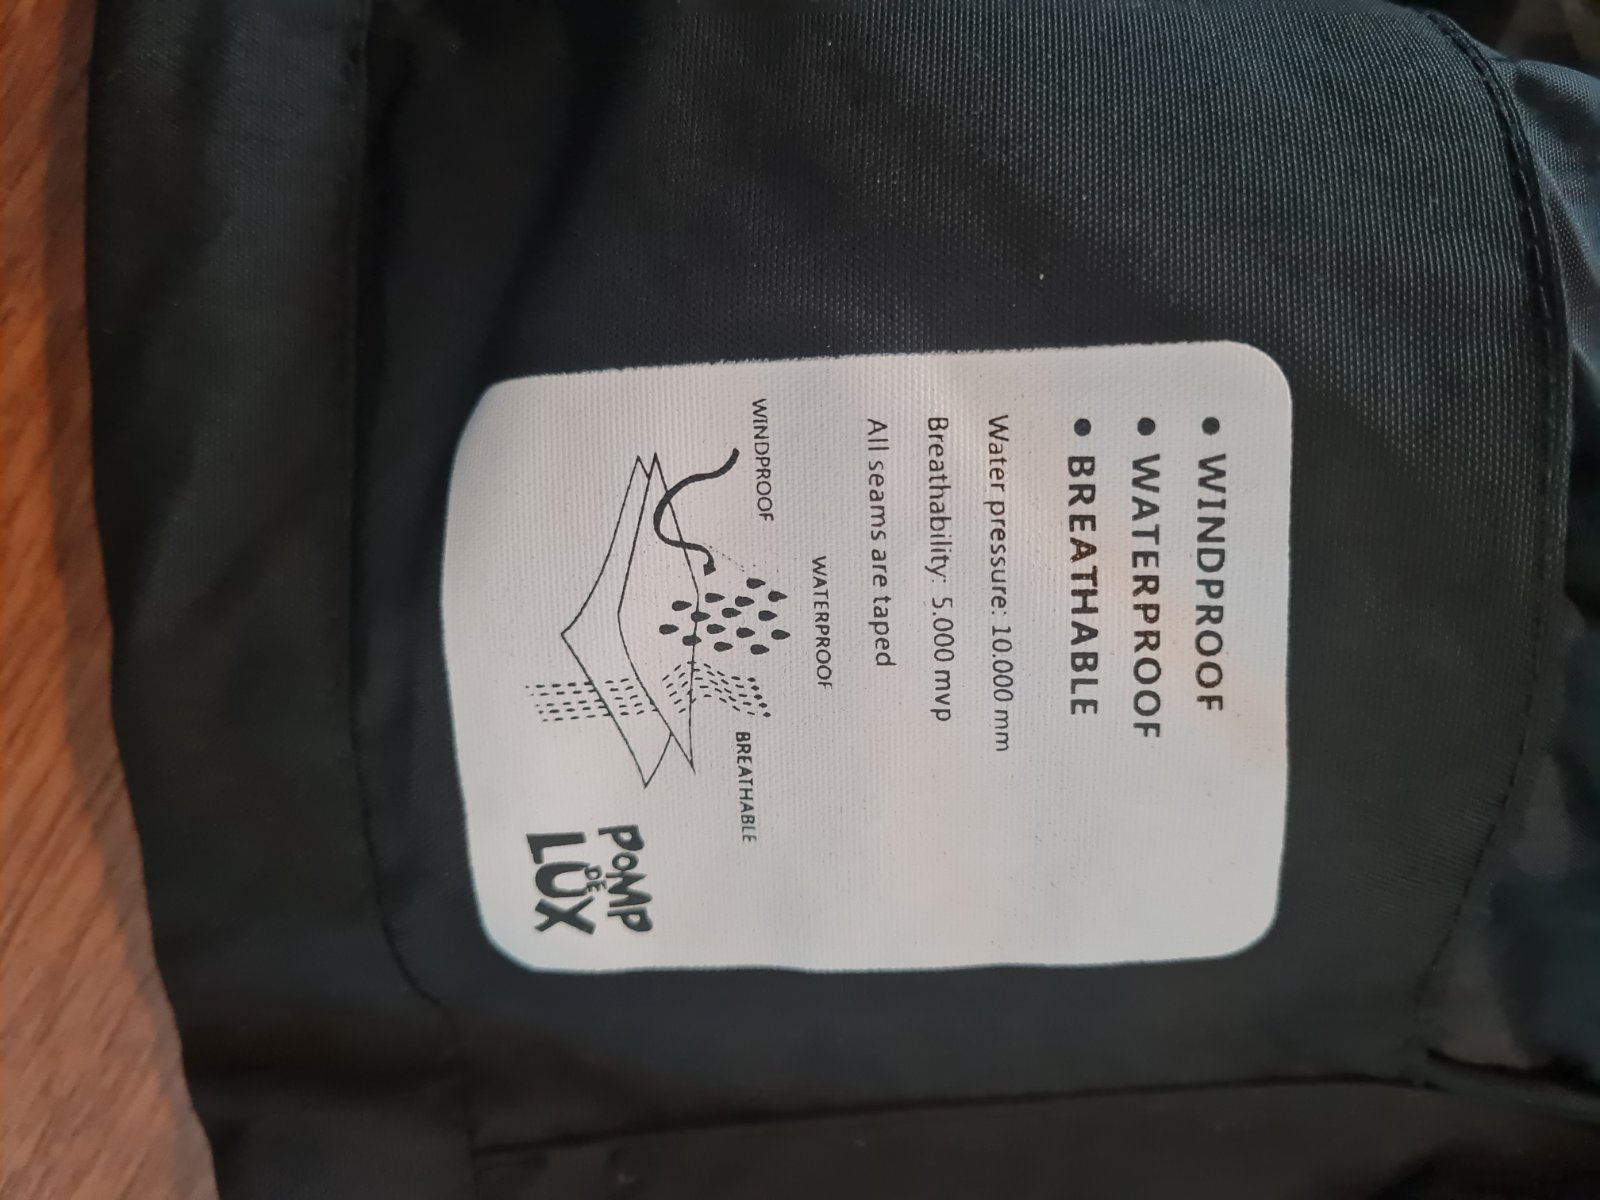 • WINDPROOF
• WATERPROOF
• BREATHABLE
Water pressure: 10.000 mm
Breathability: 5.000 mvp
All seams are taped
WATERPROOF
WINDPROOF
BREATHABLE
POMP
DE
LUX